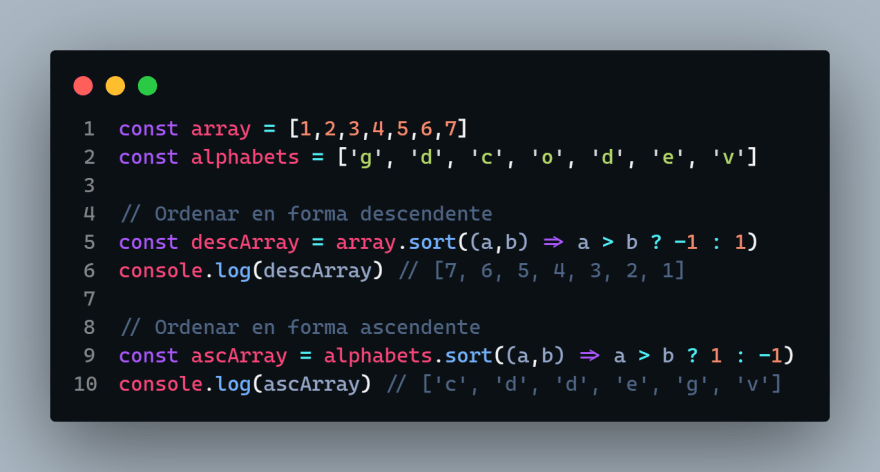 1 const array = [1,2,3,4,5,6,7]
2 const alphabets = ['g', 'd', 'c', 'o', 'd', 'e', 'v']
3
4 // Ordenar en forma descendente
5 const descArray = array.sort((a,b) => a > b ? -1 : 1)
6 console.log(descArray) // [7, 6, 5, 4, 3, 2, 1]
7
8 // Ordenar en forma ascendente
9 const ascArray = alphabets.sort((a,b) => a > b ? 1 : -1)
10 console.log(ascArray) // ['c', 'd', 'd', 'e', 'g', 'v']